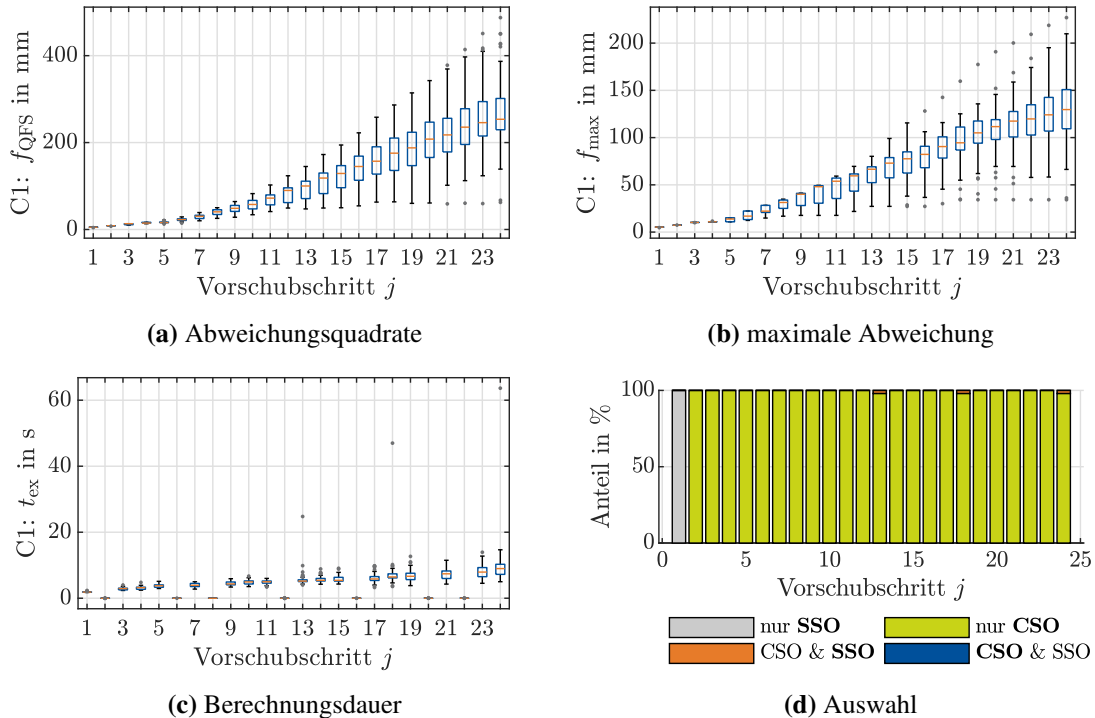 400
200
0
C1: f_QFS in mm
1 3 5 7 9 11 13 15 17 19 21 23
Vorschubschritt j
(a) Abweichungsquadrate
200
150
100
50
0
C1: f_max in mm
1 3 5 7 9 11 13 15 17 19 21 23
Vorschubschritt j
(b) maximale Abweichung
60
40
20
0
C1: t_ex in s
1 3 5 7 9 11 13 15 17 19 21 23
Vorschubschritt j
(c) Berechnungsdauer
100
50
0
Anteil in %
0 5 10 15 20 25
Vorschubschritt j
nur SSO nur CSO
CSO & SSO CSO & SSO
(d) Auswahl